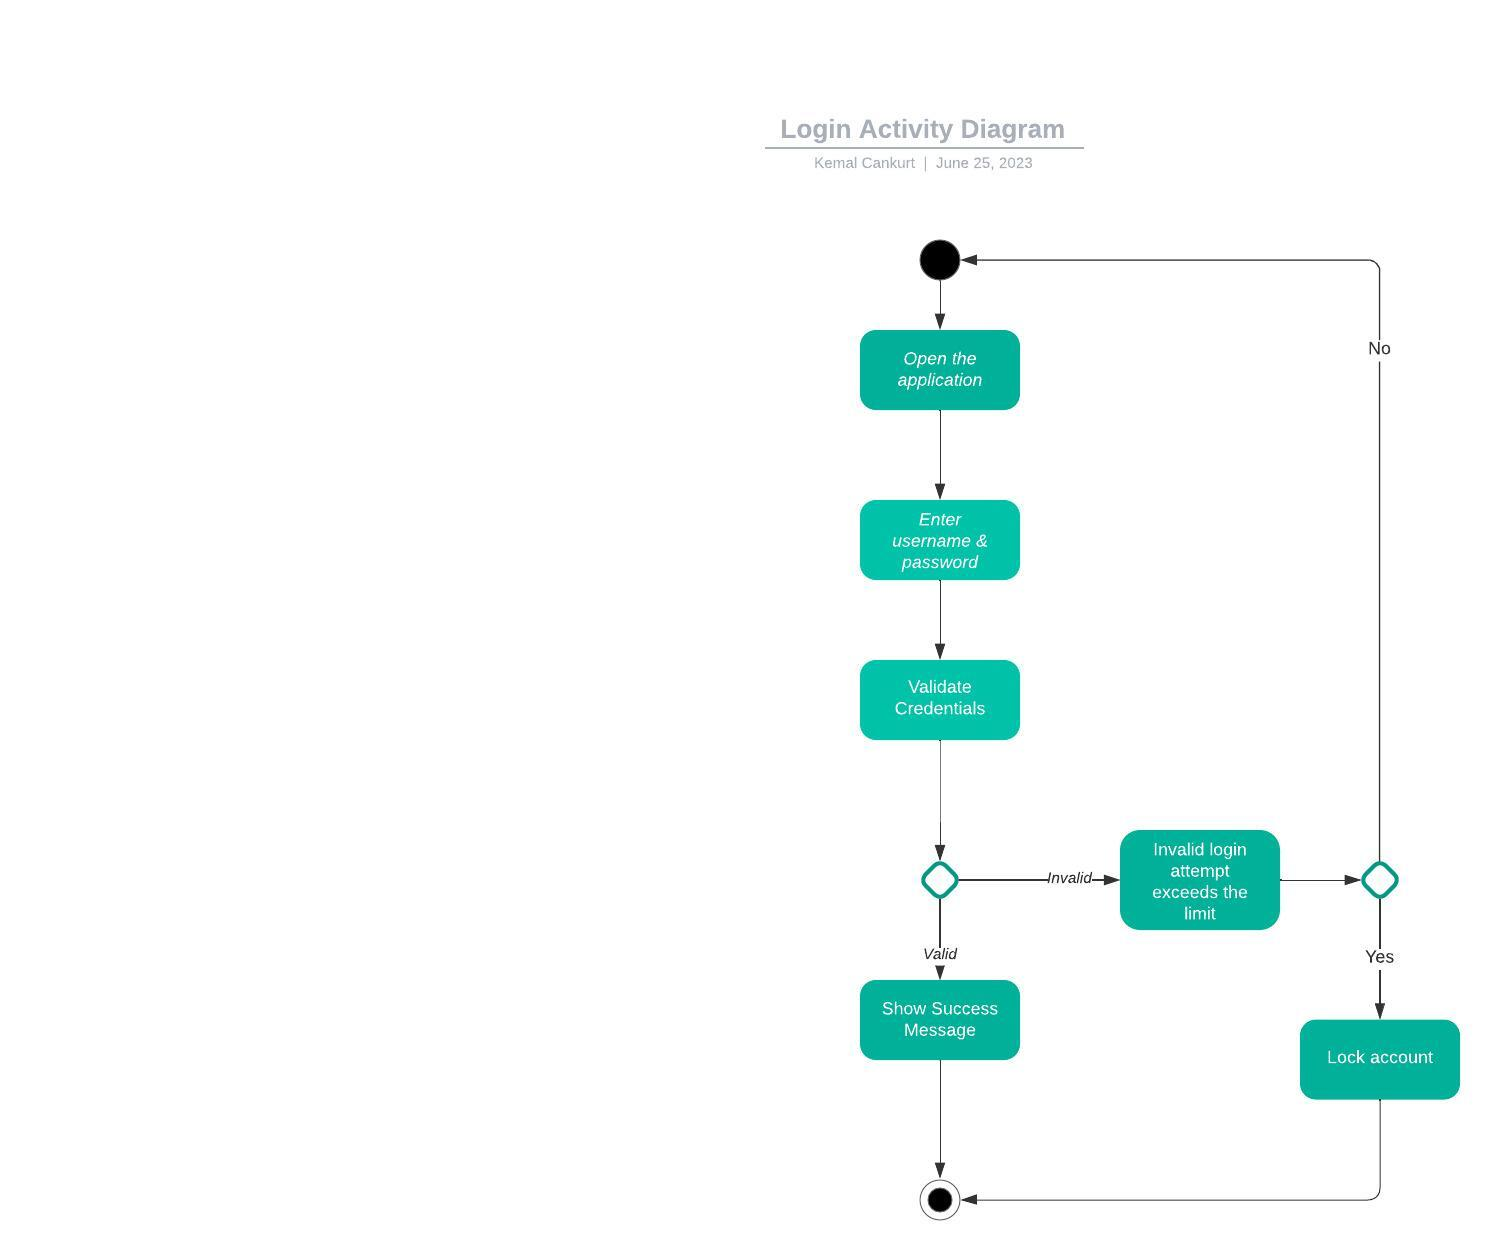 Login Activity Diagram
Kemal Cankurt | June 25, 2023
Open the
application
No
Enter
username &
password
Validate
Credentials
Invalid
Invalid login
attempt
exceeds the
limit
Valid
Yes
Show Success
Message
Lock account